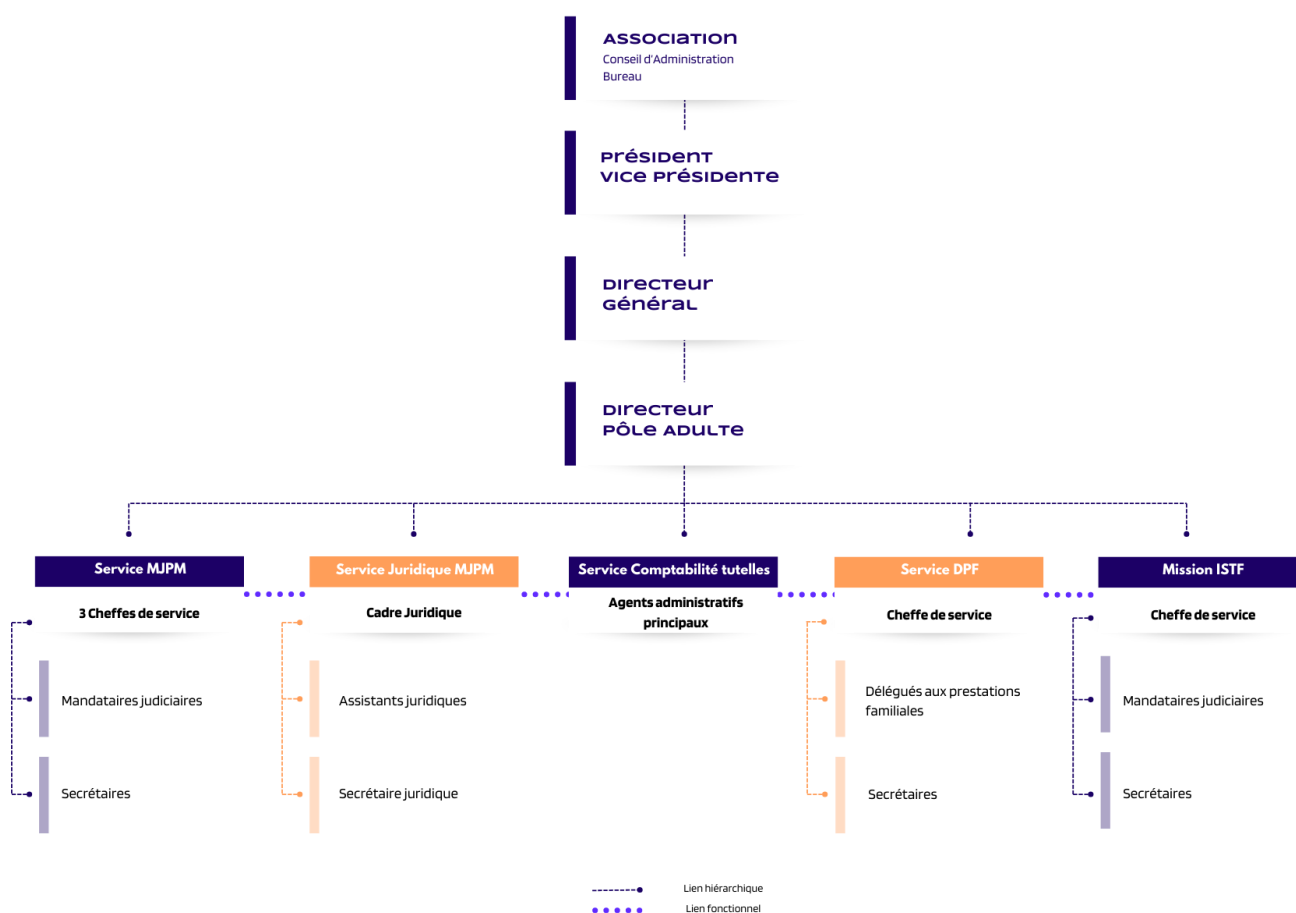 Association
Conseil d'Administration
Bureau
Président
Vice Présidente
Directeur
Général
Directeur
Pôle Adulte
Service MJPM
Service Juridique MJPM
Service Comptabilité tutelles
Service DPF
Mission ISTF
3 Cheffes de service
Cadre Juridique
Agents administratifs
principaux
Cheffe de service
Cheffe de service
Mandataires judiciaires
Assistants juridiques
Délégués aux prestations
familiales
Mandataires judiciaires
Secrétaires
Secrétaire juridique
Secrétaires
Secrétaires
Lien hiérarchique
Lien fonctionnel